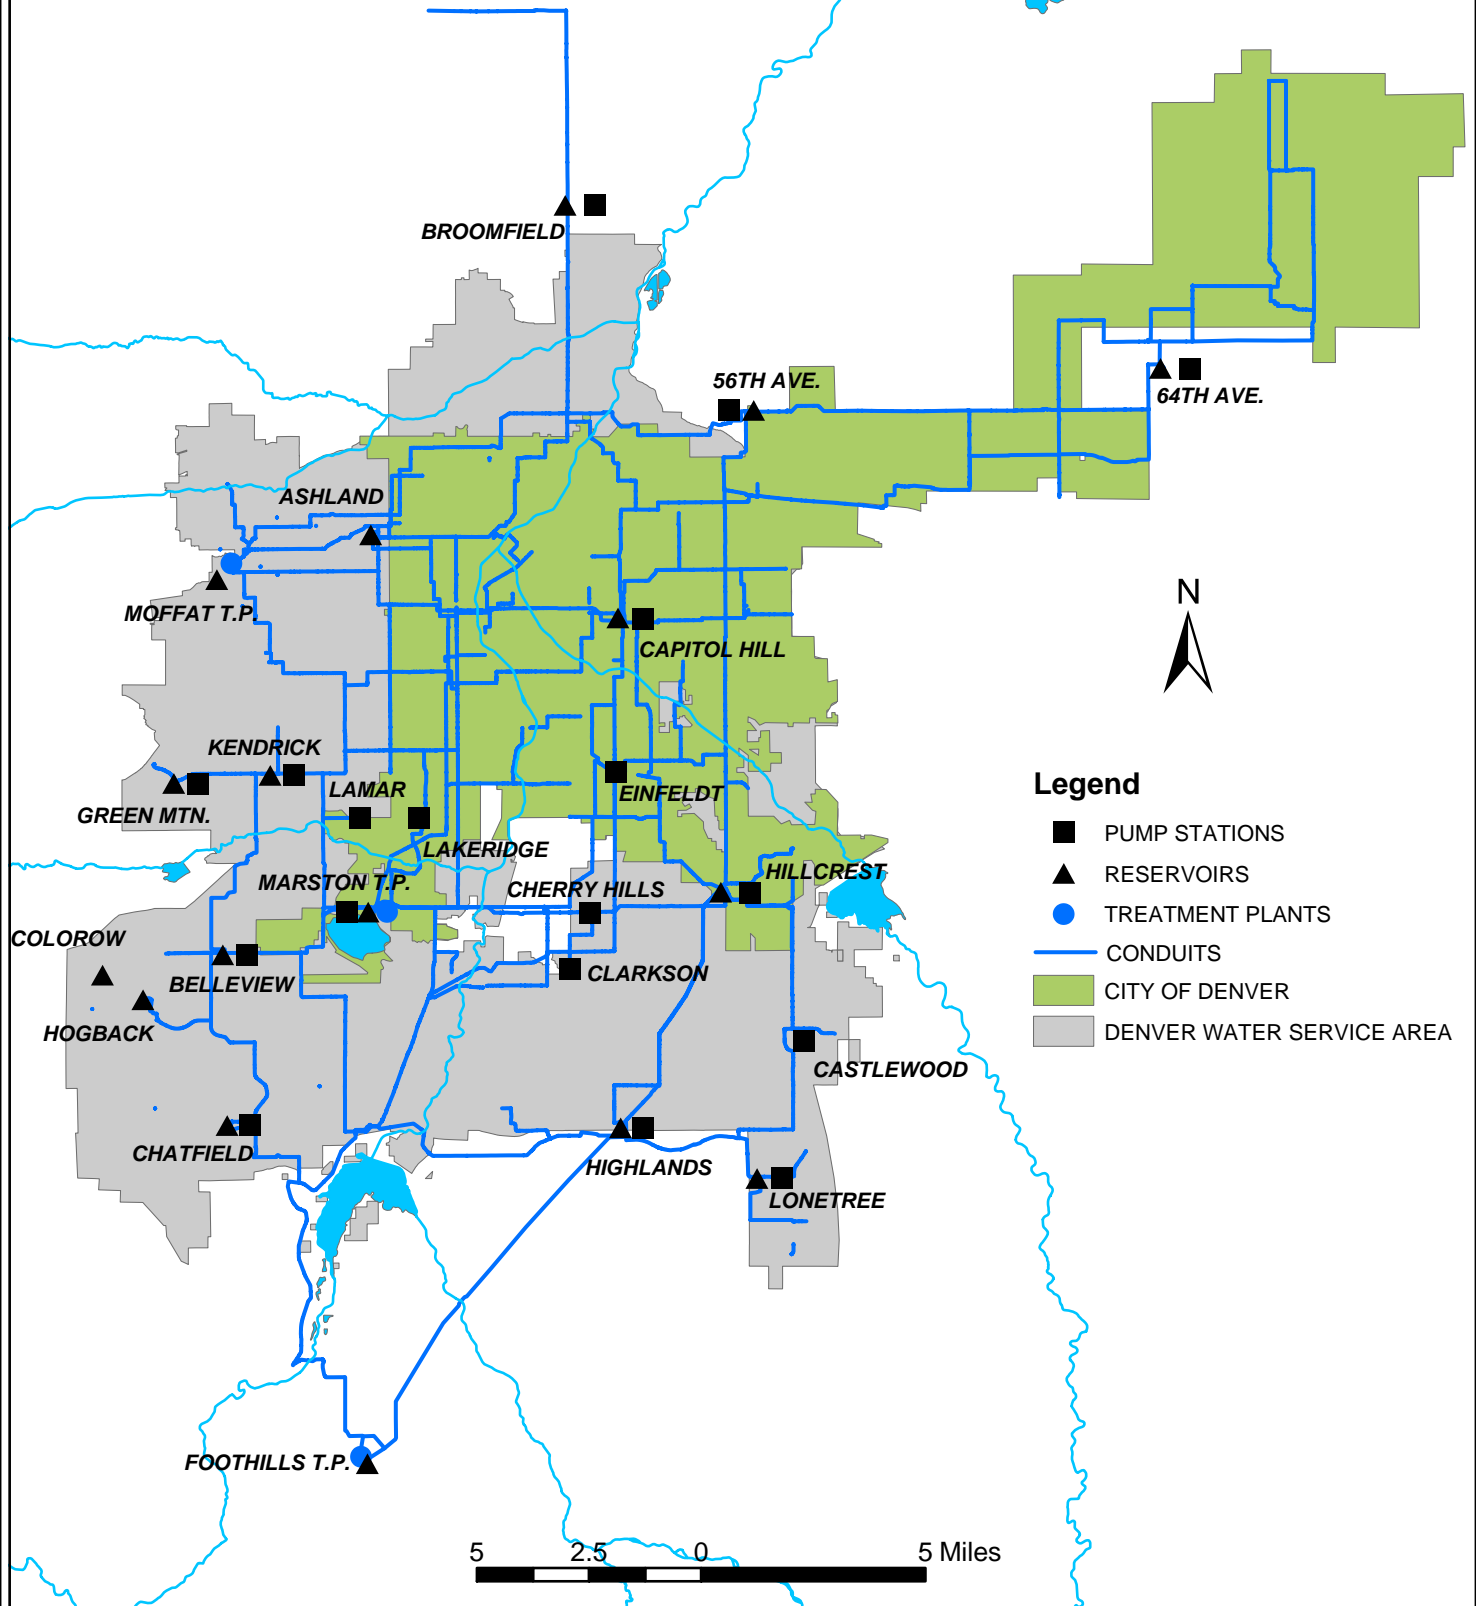 BROOMFIELD
56TH AVE.
64TH AVE.
ASHLAND
MOFFAT T.P.
N
CAPITOL HILL
KENDRICK
GREEN MTN.
LAMAR
EINFELDT
LAKERIDGE
MARSTON T.P.
CHERRY HILLS
HILLCREST
COLOROW
BELLEVIEW
CLARKSON
HOGBACK
CASTLEWOOD
CHATFIELD
HIGHLANDS
LONETREE
FOOTHILLS T.P.
Legend
PUMP STATIONS
RESERVOIRS
TREATMENT PLANTS
CONDUITS
CITY OF DENVER
DENVER WATER SERVICE AREA
5 2.5 0 5 Miles